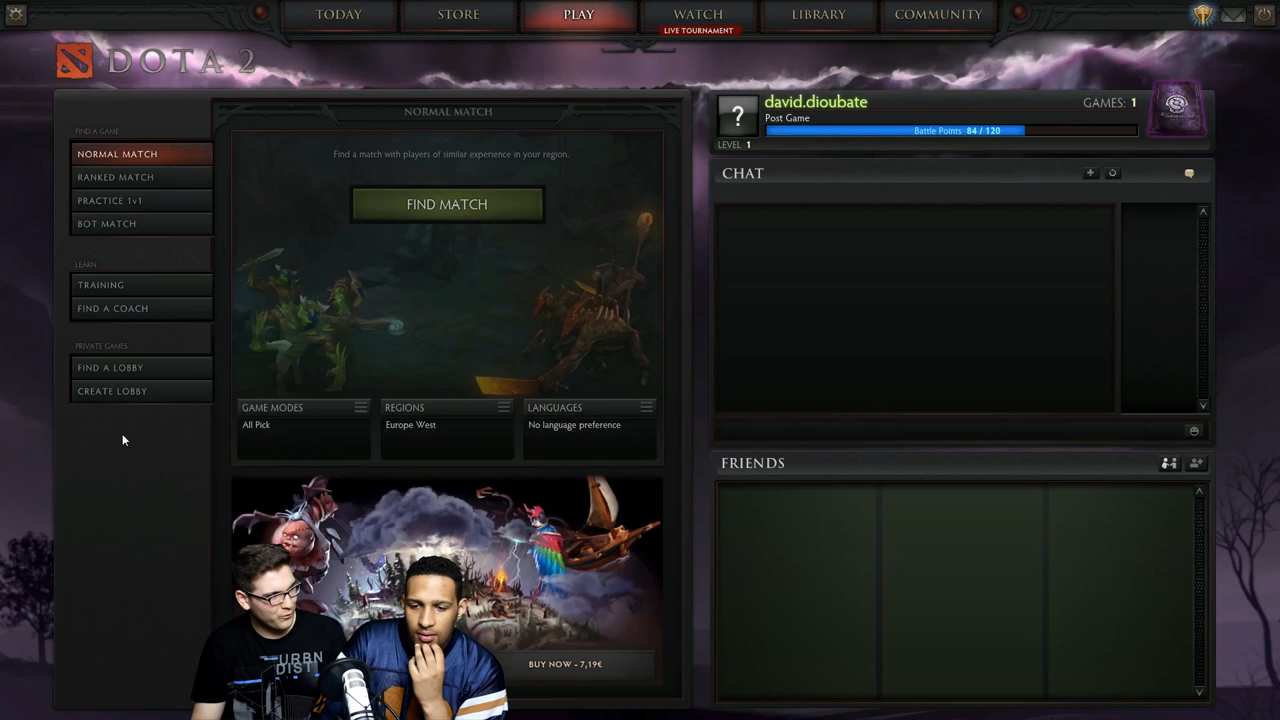 TODAY
STORE
PLAY
WATCH
LIBRARY
COMMUNITY
LIVE TOURNAMENT
DOTA 2
FIND A GAME
NORMAL MATCH
RANKED MATCH
PRACTICE 1v1
BOT MATCH
LEARN
TRAINING
FIND A COACH
PRIVATE GAMES
FIND A LOBBY
CREATE LOBBY
NORMAL MATCH
Find a match with players of similar experience in your region.
FIND MATCH
GAME MODES
All Pick
REGIONS
Europe West
LANGUAGES
No language preference
BUY NOW - 7,19€
?
david.dioubate
GAMES: 1
Post Game
Battle Points 84 / 120
LEVEL 1
CHAT
FRIENDS
URBN
DIST